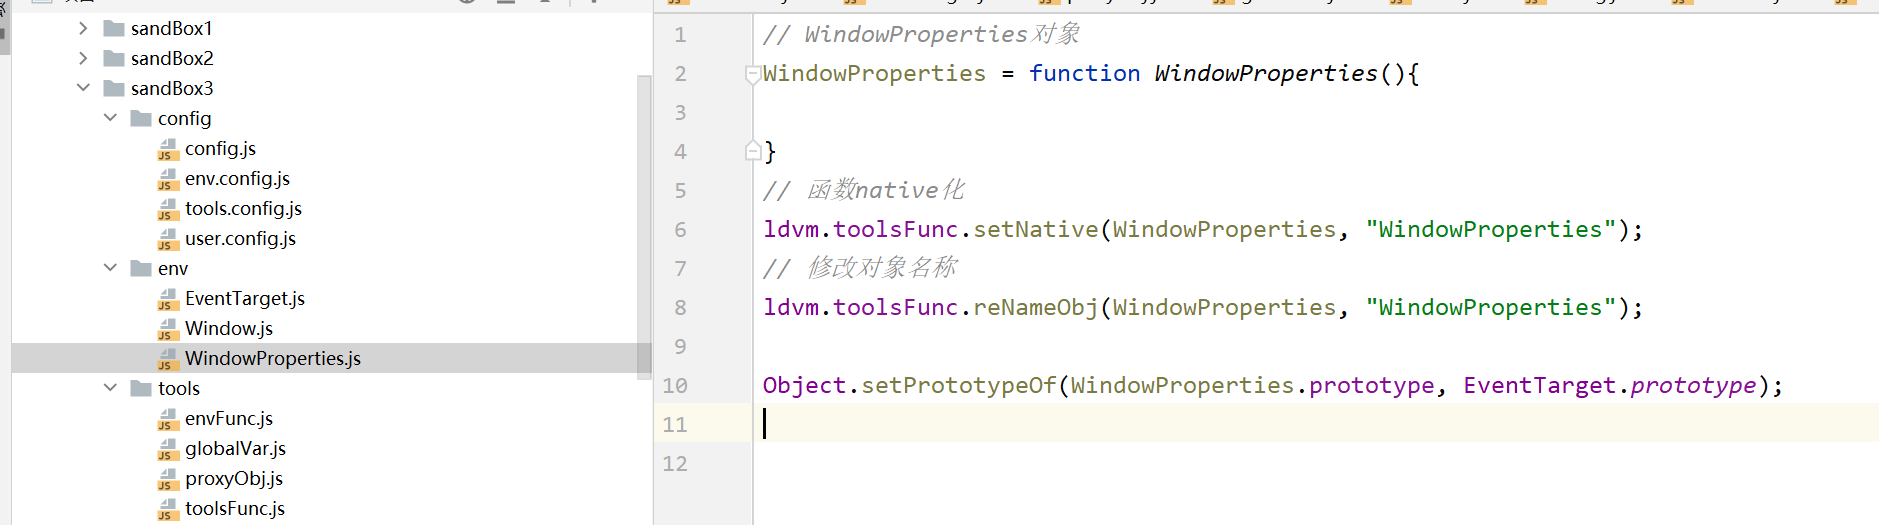 sandBox1
sandBox2
sandBox3
config
config.js
env.config.js
tools.config.js
user.config.js
env
EventTarget.js
Window.js
WindowProperties.js
tools
envFunc.js
globalVar.js
proxyObj.js
toolsFunc.js
1 // WindowProperties对象
2 WindowProperties = function WindowProperties(){
3
4 }
5 // 函数native化
6 ldvm.toolsFunc.setNative(WindowProperties, "WindowProperties");
7 // 修改对象名称
8 ldvm.toolsFunc.reNameObj(WindowProperties, "WindowProperties");
9
10 Object.setPrototypeOf(WindowProperties.prototype, EventTarget.prototype);
11
12